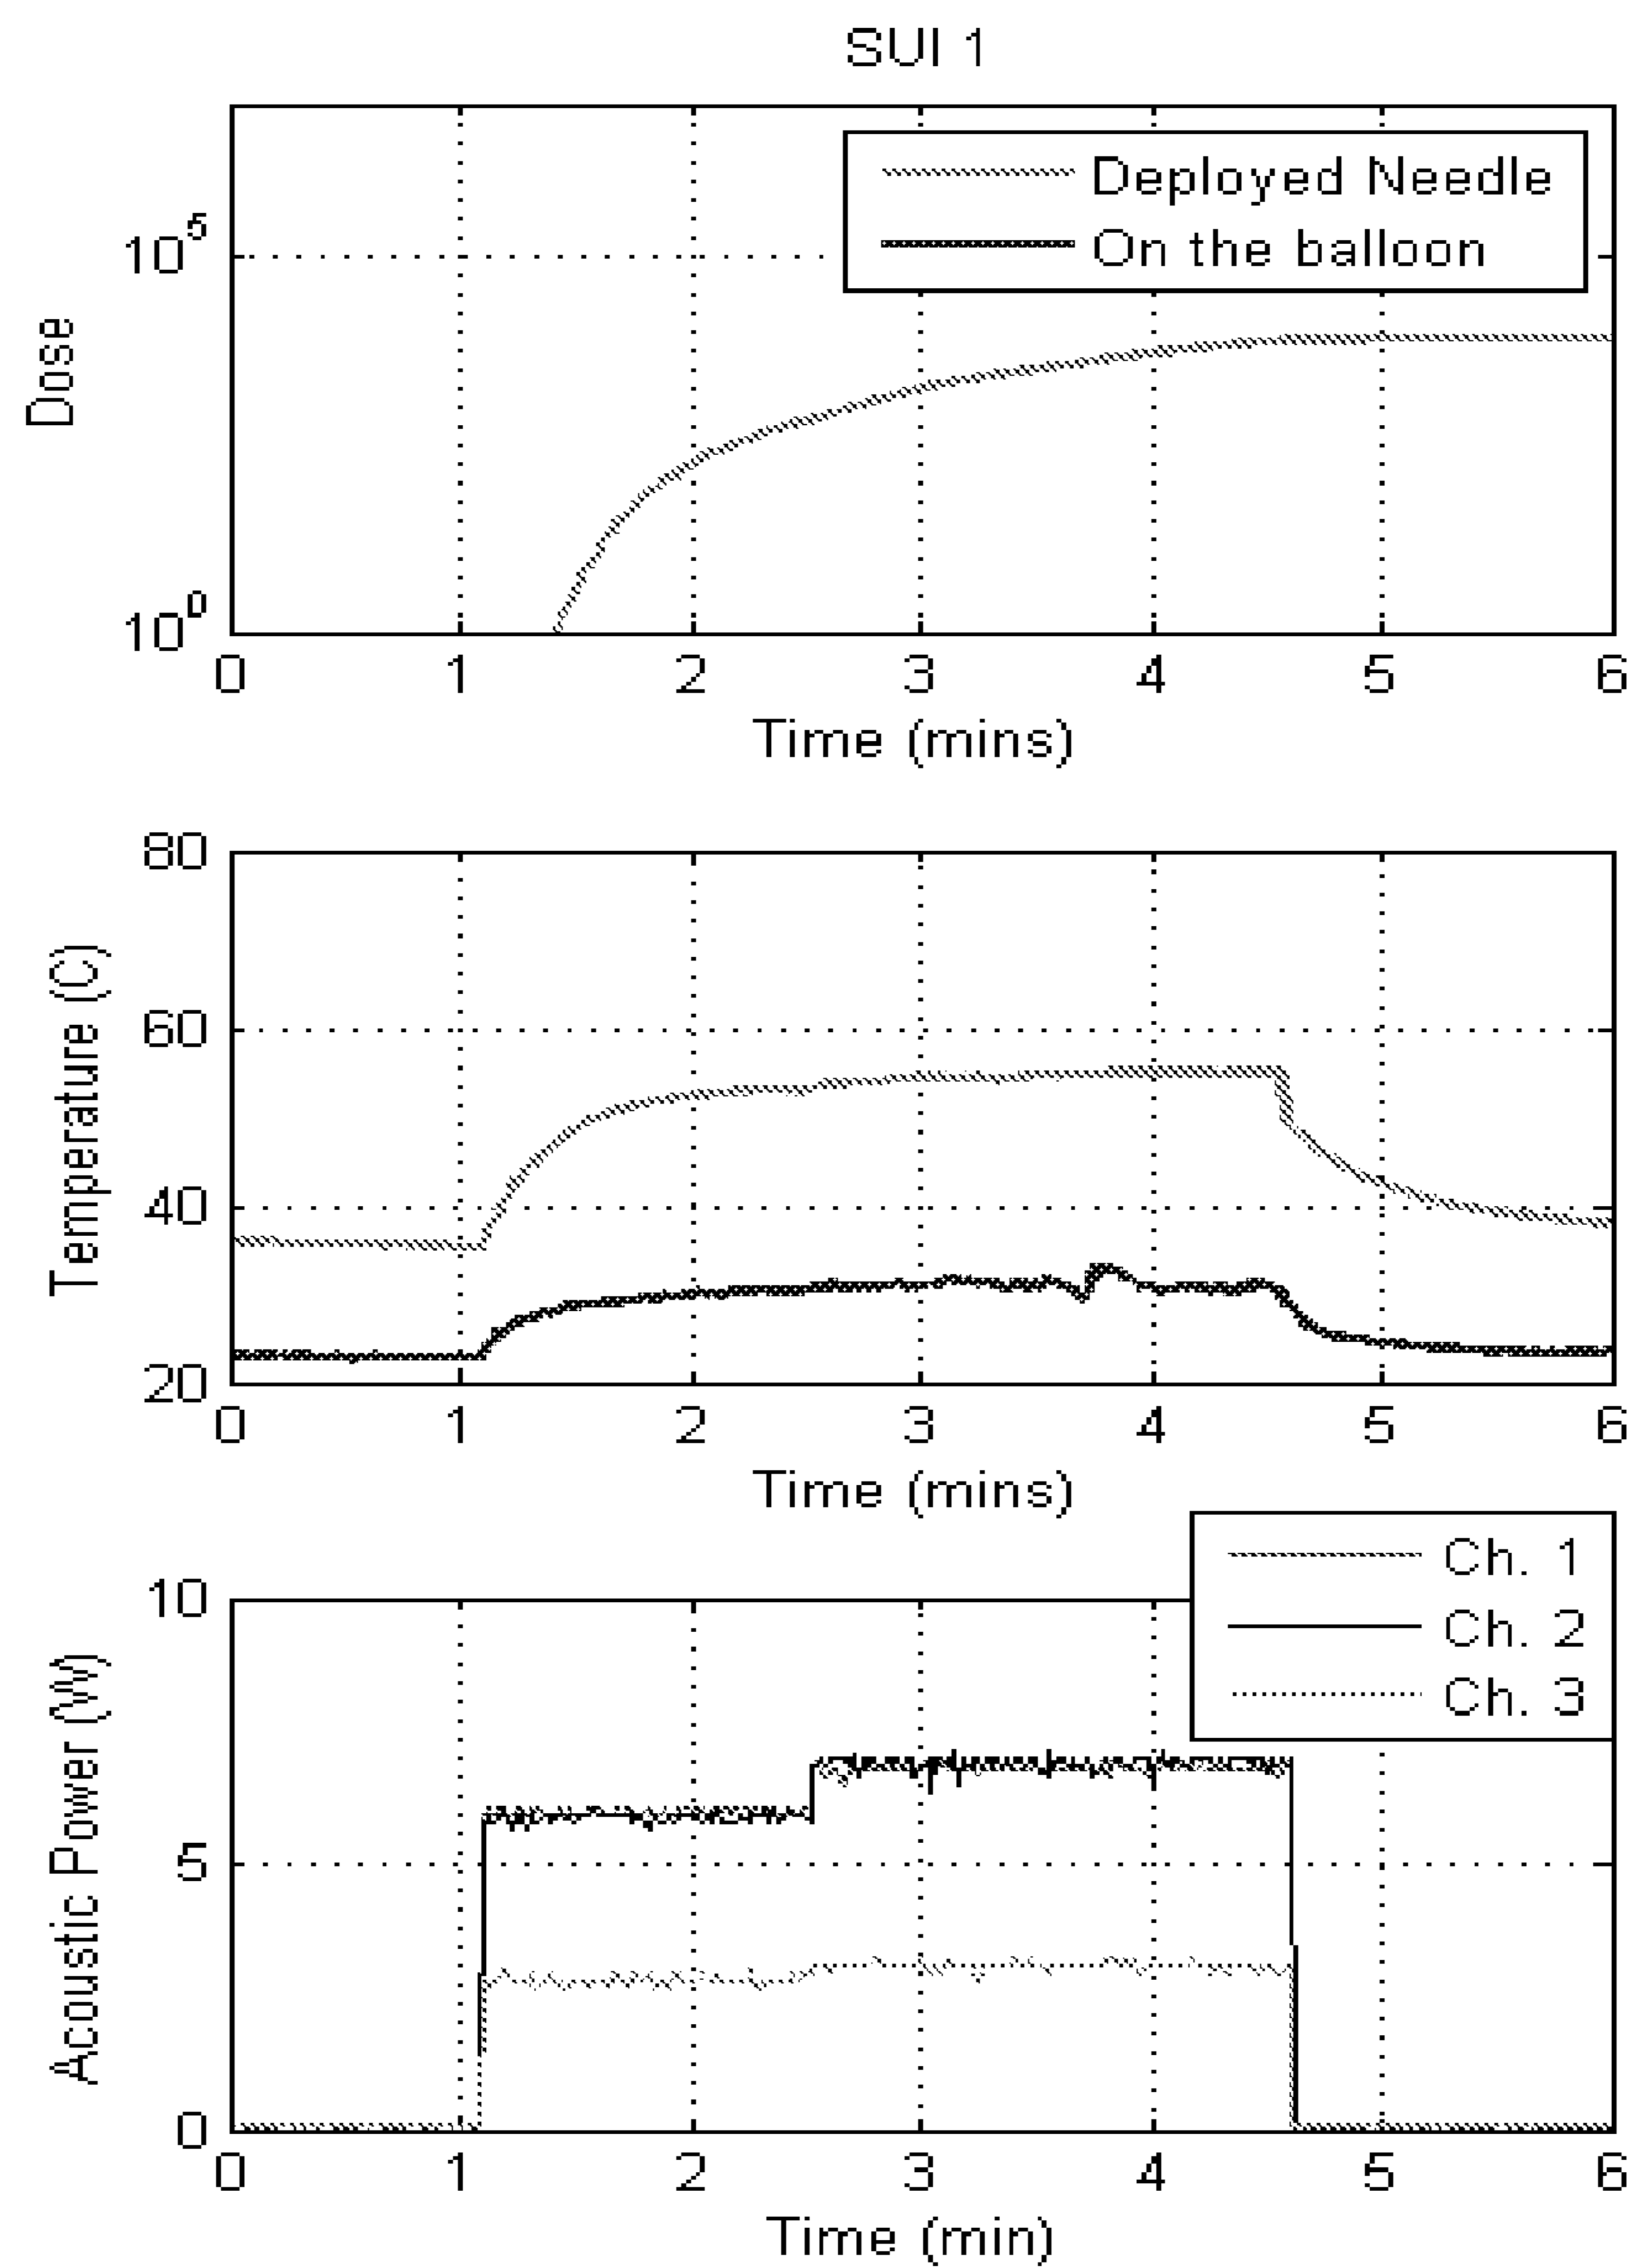 SUI 1
Deployed Needle
On the balloon
10^5
10^0
Dose
0 1 2 3 4 5 6
Time (mins)
80
60
40
20
Temperature (C)
0 1 2 3 4 5 6
Time (mins)
Ch. 1
Ch. 2
Ch. 3
10
5
0
Acoustic Power (W)
0 1 2 3 4 5 6
Time (min)